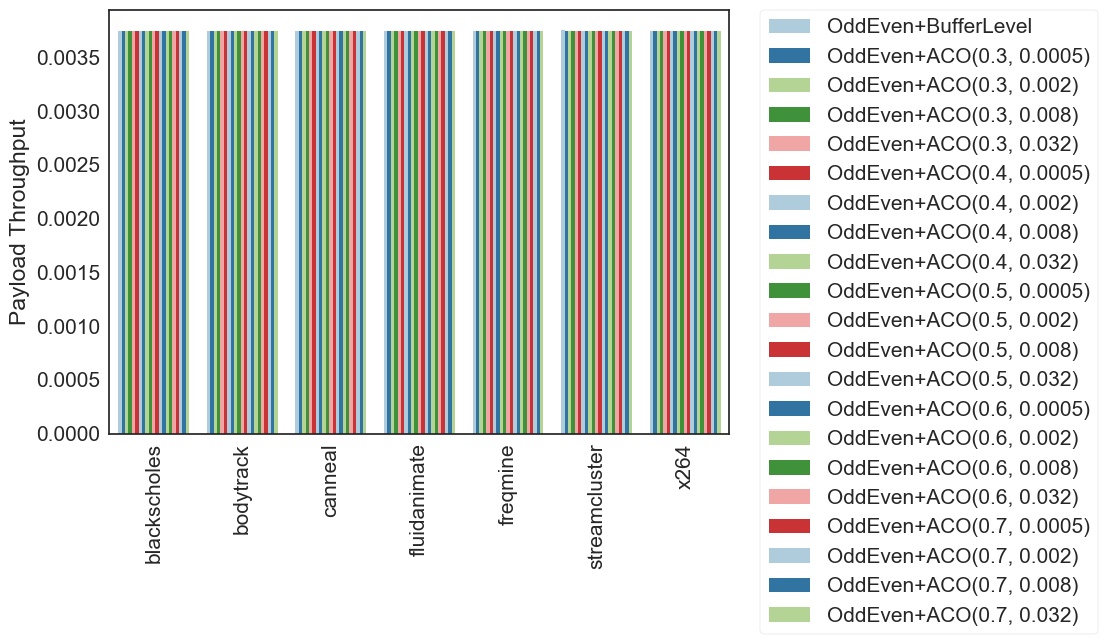 Payload Throughput
0.0035
0.0030
0.0025
0.0020
0.0015
0.0010
0.0005
0.0000
blackscholes
bodytrack
canneal
fluidanimate
freqmine
streamcluster
x264
OddEven+BufferLevel
OddEven+ACO(0.3, 0.0005)
OddEven+ACO(0.3, 0.002)
OddEven+ACO(0.3, 0.008)
OddEven+ACO(0.3, 0.032)
OddEven+ACO(0.4, 0.0005)
OddEven+ACO(0.4, 0.002)
OddEven+ACO(0.4, 0.008)
OddEven+ACO(0.4, 0.032)
OddEven+ACO(0.5, 0.0005)
OddEven+ACO(0.5, 0.002)
OddEven+ACO(0.5, 0.008)
OddEven+ACO(0.5, 0.032)
OddEven+ACO(0.6, 0.0005)
OddEven+ACO(0.6, 0.002)
OddEven+ACO(0.6, 0.008)
OddEven+ACO(0.6, 0.032)
OddEven+ACO(0.7, 0.0005)
OddEven+ACO(0.7, 0.002)
OddEven+ACO(0.7, 0.008)
OddEven+ACO(0.7, 0.032)